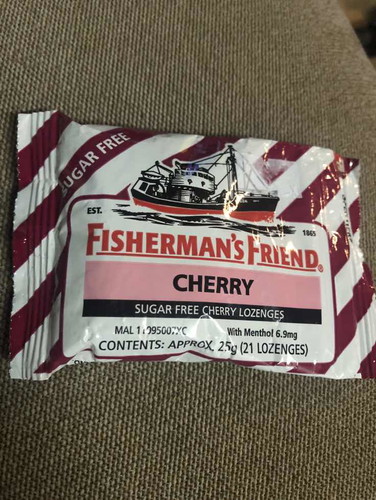 SUGAR FREE
EST. 1865
FISHERMAN'S FRIEND®
CHERRY
SUGAR FREE CHERRY LOZENGES
With Menthol 6.9mg
CONTENTS: APPROX. 25g (21 LOZENGES)